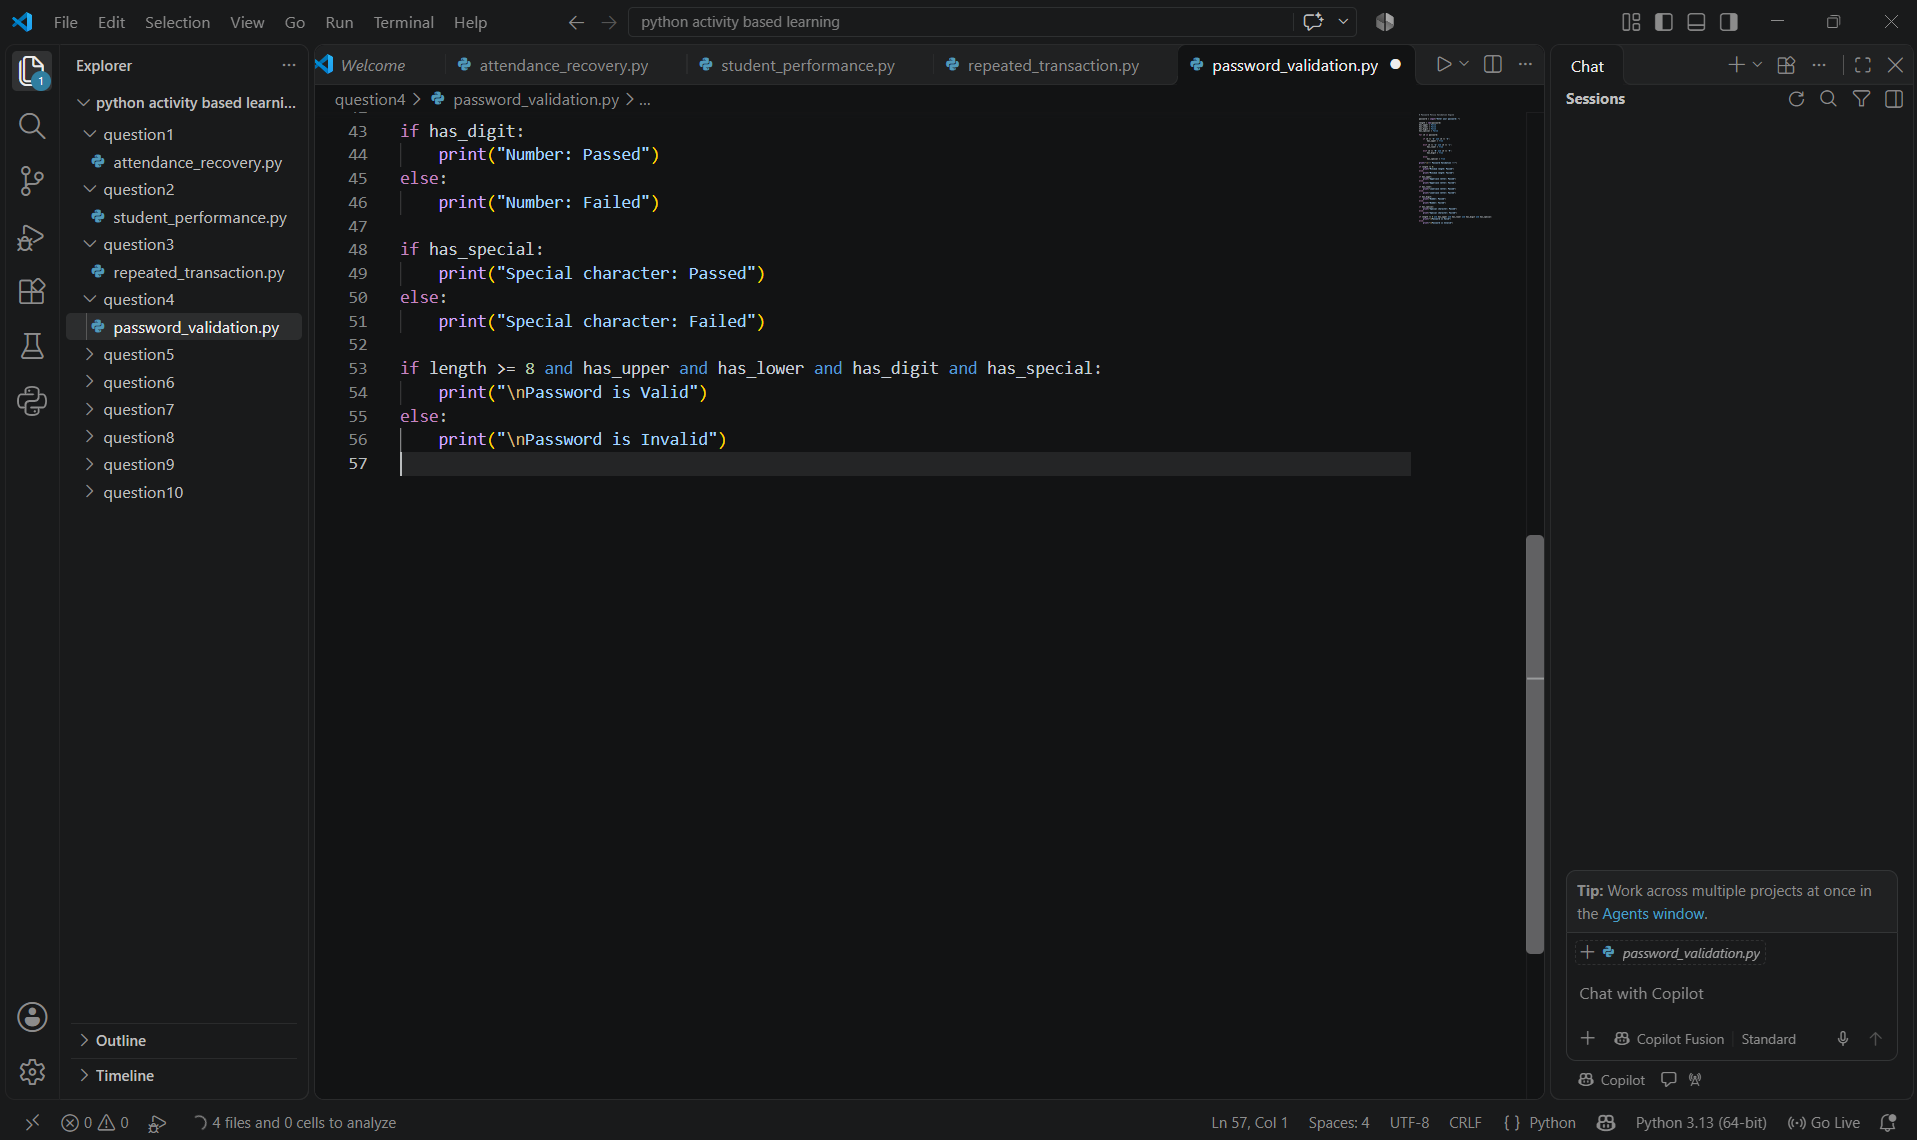 File Edit Selection View Go Run Terminal Help
python activity based learning
Explorer
1
python activity based learni...
question1
attendance_recovery.py
question2
student_performance.py
question3
repeated_transaction.py
question4
password_validation.py
question5
question6
question7
question8
question9
question10
Outline
Timeline
Welcome attendance_recovery.py student_performance.py repeated_transaction.py password_validation.py
question4 > password_validation.py > ...
43 if has_digit:
44 print("Number: Passed")
45 else:
46 print("Number: Failed")
47
48 if has_special:
49 print("Special character: Passed")
50 else:
51 print("Special character: Failed")
52
53 if length >= 8 and has_upper and has_lower and has_digit and has_special:
54 print("\nPassword is Valid")
55 else:
56 print("\nPassword is Invalid")
57
Chat
Sessions
Tip: Work across multiple projects at once in
the Agents window.
password_validation.py
Chat with Copilot
Copilot Fusion Standard
Copilot
0 0 4 files and 0 cells to analyze Ln 57, Col 1 Spaces: 4 UTF-8 CRLF { } Python Python 3.13 (64-bit) Go Live